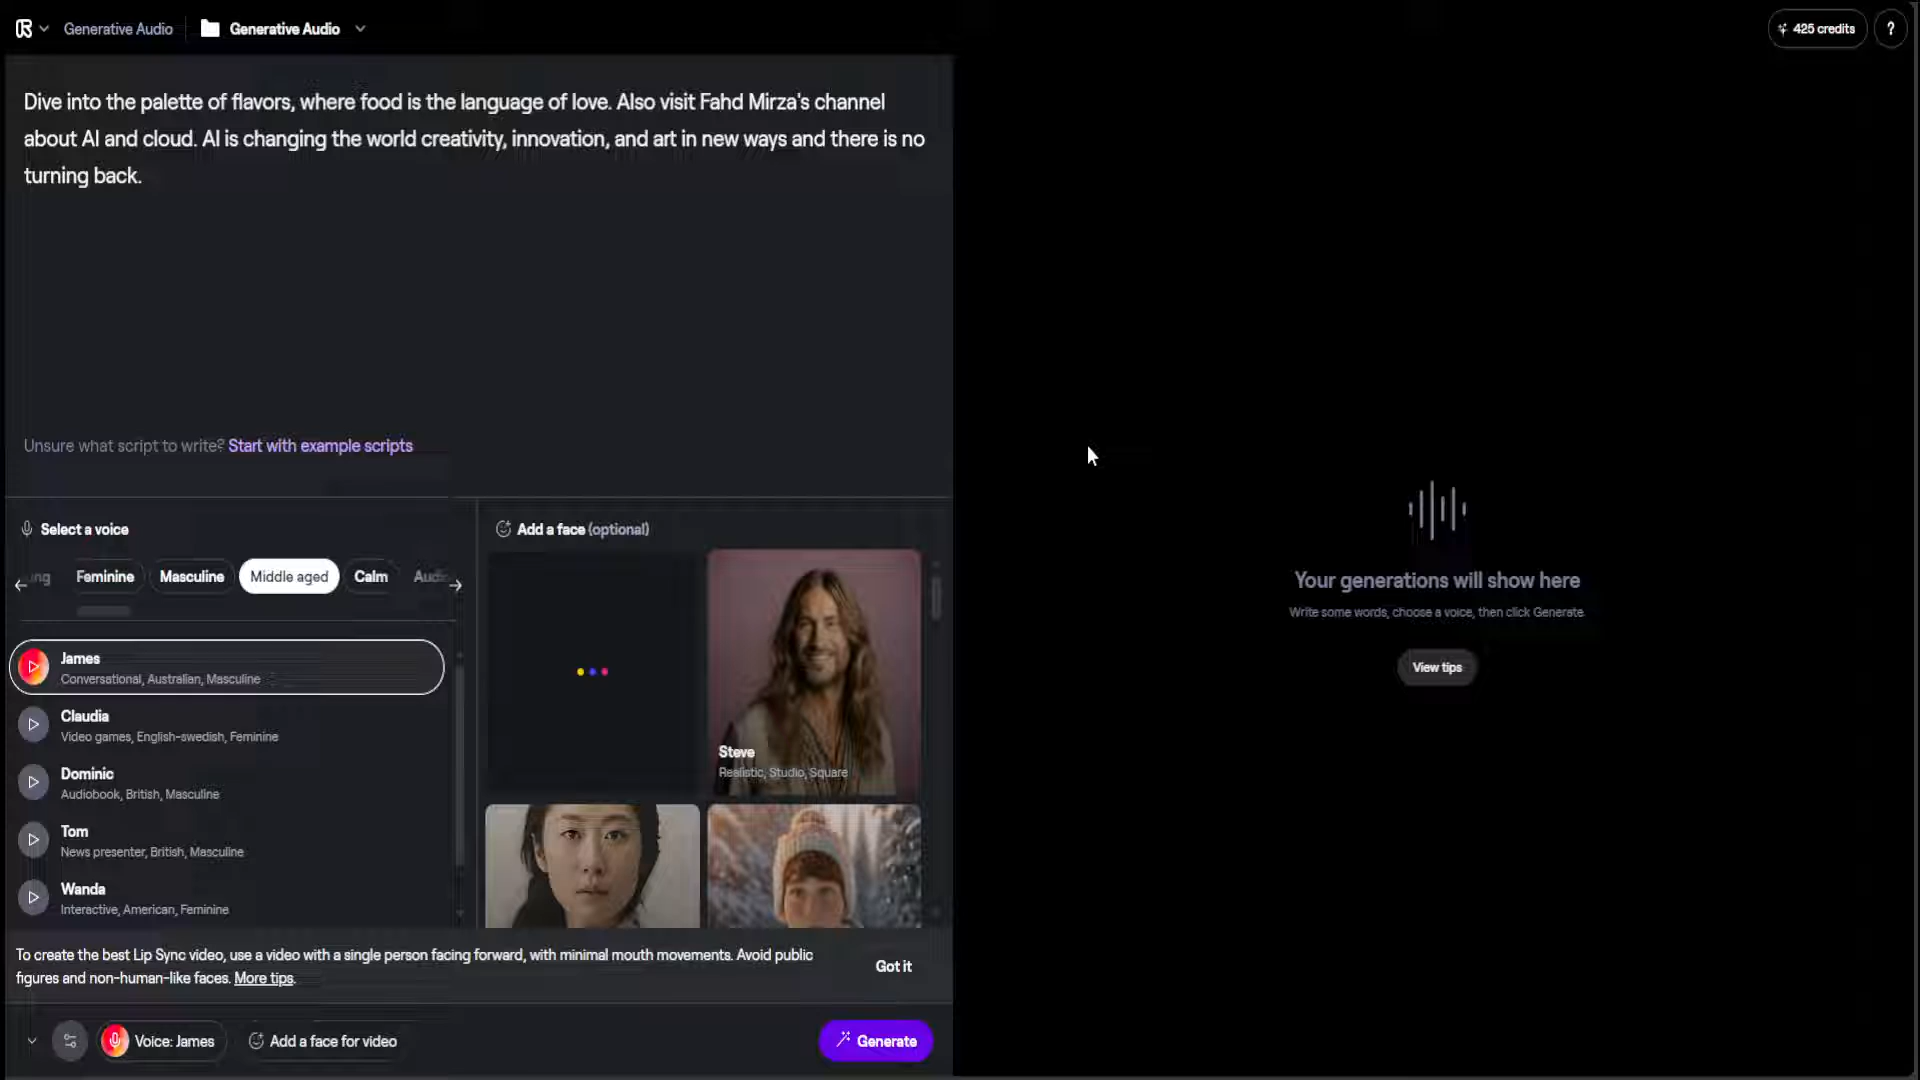 Generative Audio
Generative Audio
425 credits
?
Dive into the palette of flavors, where food is the language of love. Also visit Fahd Mirza's channel
about AI and cloud. AI is changing the world creativity, innovation, and art in new ways and there is no
turning back.
Unsure what script to write? Start with example scripts
Select a voice
Feminine
Masculine
Middle aged
Calm
James
Conversational, Australian, Masculine
Claudia
Video games, English-swedish, Feminine
Dominic
Audiobook, British, Masculine
Tom
News presenter, British, Masculine
Wanda
Interactive, American, Feminine
Add a face (optional)
Steve
Realistic, Studio, Square
To create the best Lip Sync video, use a video with a single person facing forward, with minimal mouth movements. Avoid public
figures and non-human-like faces. More tips.
Got it
Voice: James
Add a face for video
Generate
Your generations will show here
Write some words, choose a voice, then click Generate
View tips